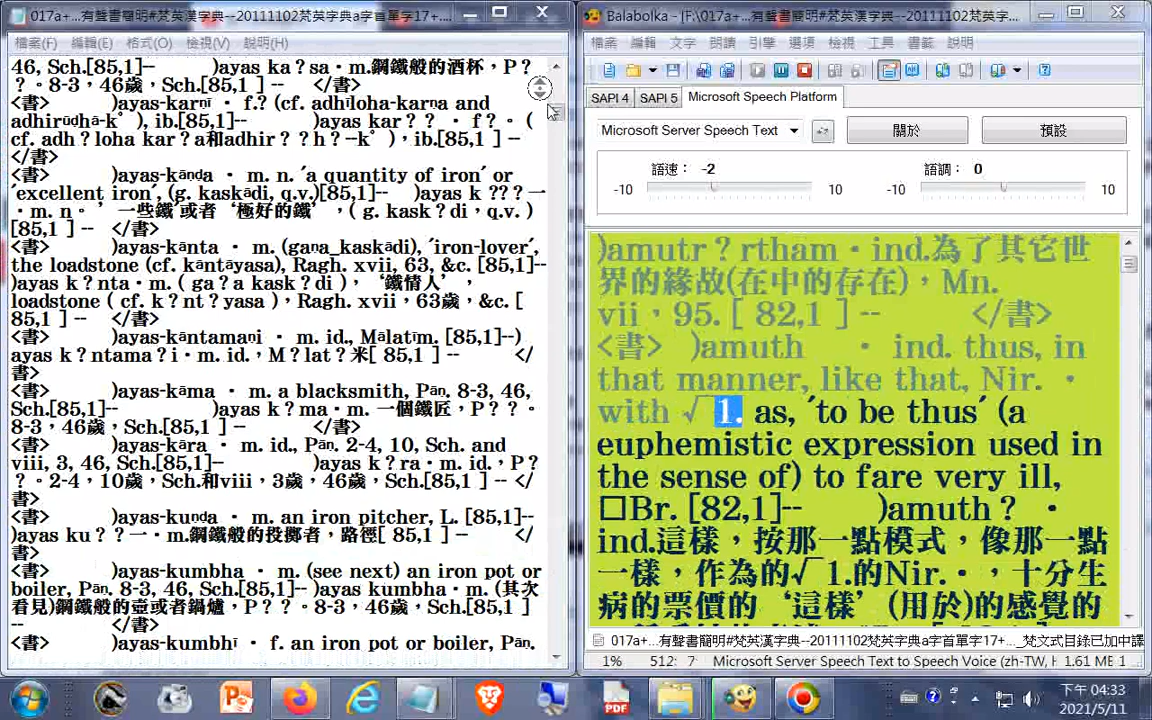 017a+...有聲書簡明#梵英漢字典--20111102梵英字典a字首單字17+...
檔案(F) 編輯(E) 格式(O) 檢視(V) 說明(H)
46, Sch.[85,1]-- )ayas ka?sa﹒m.鋼鐵般的酒杯，P？
？。8-3，46歲，Sch.[85,1 ] -- </書>
<書> )ayas-karṇī ﹒ f.? (cf. adhīloha-karṇa and
adhirūḍhā-k°), ib.[85,1]-- )ayas kar？？﹒f？。(
cf. adh？loha kar？a和adhir？？h？-k°)，ib.[85,1 ] --
</書>
<書> )ayas-kāṇḍa ﹒ m. n. 'a quantity of iron' or
'excellent iron', (g. kaskādi, q.v.)[85,1]-- )ayas k ???一
﹒m. n。'一些鐵'或者‘極好的鐵’，( g. kask？di，q.v. )
[85,1 ] -- </書>
<書> )ayas-kānta ﹒ m. (gaṇa_kaskādi), 'iron-lover',
the loadstone (cf. kāntāyasa), Ragh. xvii, 63, &c. [85,1]--
)ayas k？nta﹒m. ( ga？a kask？di )，‘鐵情人’，
loadstone ( cf. k？nt？yasa )，Ragh. xvii，63歲，&c. [
85,1 ] -- </書>
<書> )ayas-kāntamaṇi ﹒ m. id., Mālatīm. [85,1]--)
ayas k？ntama？i﹒m. id.，M？lat？米[ 85,1 ] -- </
書>
<書> )ayas-kāma ﹒ m. a blacksmith, Pāṇ. 8-3, 46,
Sch.[85,1]-- )ayas k？ma﹒m. 一個鐵匠，P？？。
8-3，46歲，Sch.[85,1 ] -- </書>
<書> )ayas-kāra ﹒ m. id., Pāṇ. 2-4, 10, Sch. and
viii, 3, 46, Sch.[85,1]-- )ayas k？ra﹒m. id.，P？
？。2-4，10歲，Sch.和viii，3歲，46歲，Sch.[85,1 ] -- </
書>
<書> )ayas-kuṇḍa ﹒ m. an iron pitcher, L. [85,1]--
)ayas ku？？一﹒m.鋼鐵般的投擲者，路徑[ 85,1 ] -- </
書>
<書> )ayas-kumbha ﹒ m. (see next) an iron pot or
boiler, Pāṇ. 8-3, 46, Sch.[85,1]-- )ayas kumbha﹒m. (其次
看見)鋼鐵般的壺或者鍋爐，P？？。8-3，46歲，Sch.[85,1 ]
-- </書>
<書> )ayas-kumbhī ﹒ f. an iron pot or boiler, Pāṇ.
Balabolka - [F:\017a+...有聲書簡明#梵英漢字典--20111102梵英字...
檔案 編輯 文字 朗讀 引擎 選項 檢視 工具 書籤 說明
SAPI 4 SAPI 5 Microsoft Speech Platform
Microsoft Server Speech Text 關於 預設
語速： -2 語調： 0
-10 10 -10 10
)amutr？rtham﹒ind.為了其它世
界的緣故(在中的存在)，Mn.
vii，95. [ 82,1 ] -- </書>
<書> )amuth ﹒ ind. thus, in
that manner, like that, Nir. ﹒
with √ 1. as, 'to be thus' (a
euphemistic expression used in
the sense of) to fare very ill,
□Br. [82,1]-- )amuth？ ﹒
ind.這樣，按那一點模式，像那一點
一樣，作為的√ 1.的Nir.﹒，十分生
病的票價的‘這樣’(用於)的感覺的
017a+...有聲書簡明#梵英漢字典--20111102梵英字典a字首單字17+..._梵文式目錄已加中譯
1% 512: 7 Microsoft Server Speech Text to Speech Voice (zh-TW, H 1.61 MB 1
下午 04:33
2021/5/11